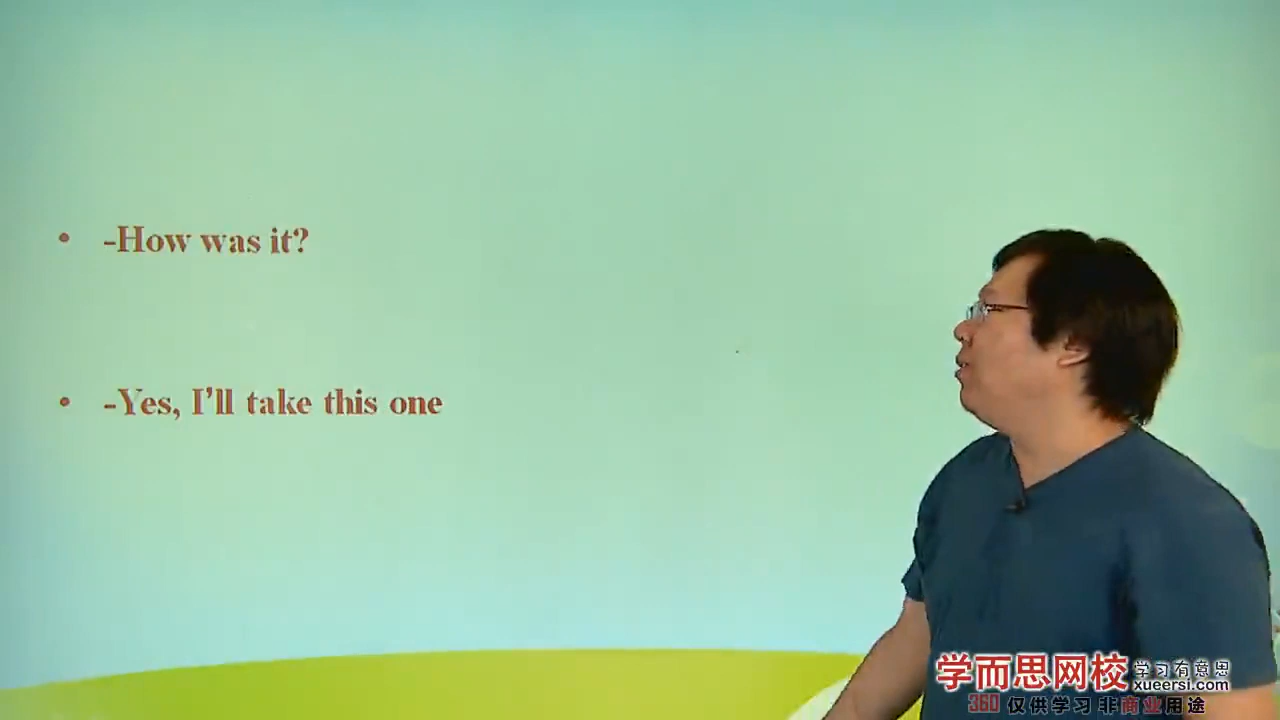 • -How was it?
• -Yes, I’ll take this one
学而思网校 学习有意思
xueersi.com
360 仅供学习 非商业用途